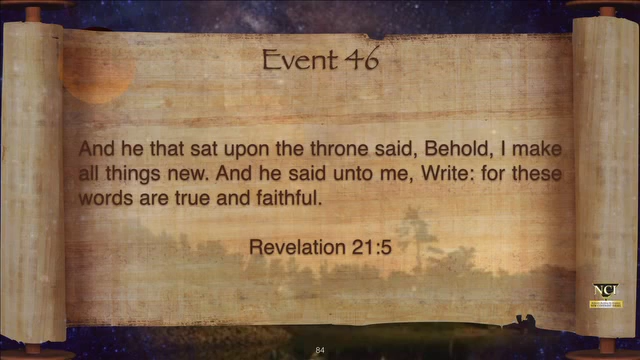 Event 46
And he that sat upon the throne said, Behold, I make
all things new. And he said unto me, Write: for these
words are true and faithful.
Revelation 21:5
NCI
84